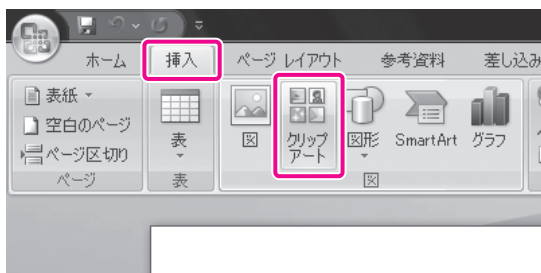 ホーム 挿入 ページ レイアウト 参考資料 差し込み
表紙
空白のページ
ページ区切り
ページ
表
表
図
クリップ
アート
図形
SmartArt
グラフ
図